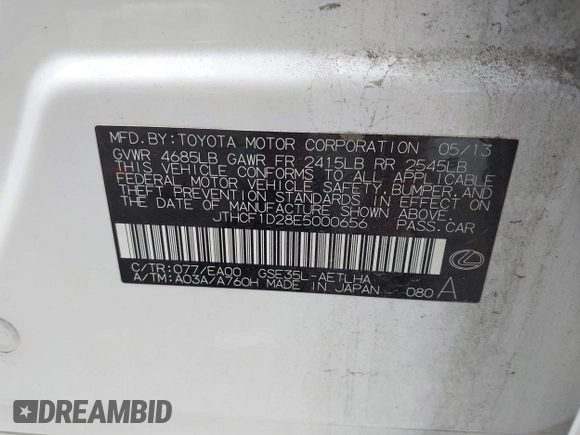 MFD. BY: TOYOTA MOTOR CORPORATION 05/13
GVWR 4685LB GAWR FR 2415LB RR 2545LB
THIS VEHICLE CONFORMS TO ALL APPLICABLE
FEDERAL MOTOR VEHICLE SAFETY, BUMPER, AND
THEFT PREVENTION STANDARDS IN EFFECT ON
THE DATE OF MANUFACTURE SHOWN ABOVE.
JTHCF1D28E5000656 PASS. CAR
C/TR: 077/EA00 GSE35L-AETLHA
A/TM: A03A/A760H MADE IN JAPAN 080 A
DREAMBID